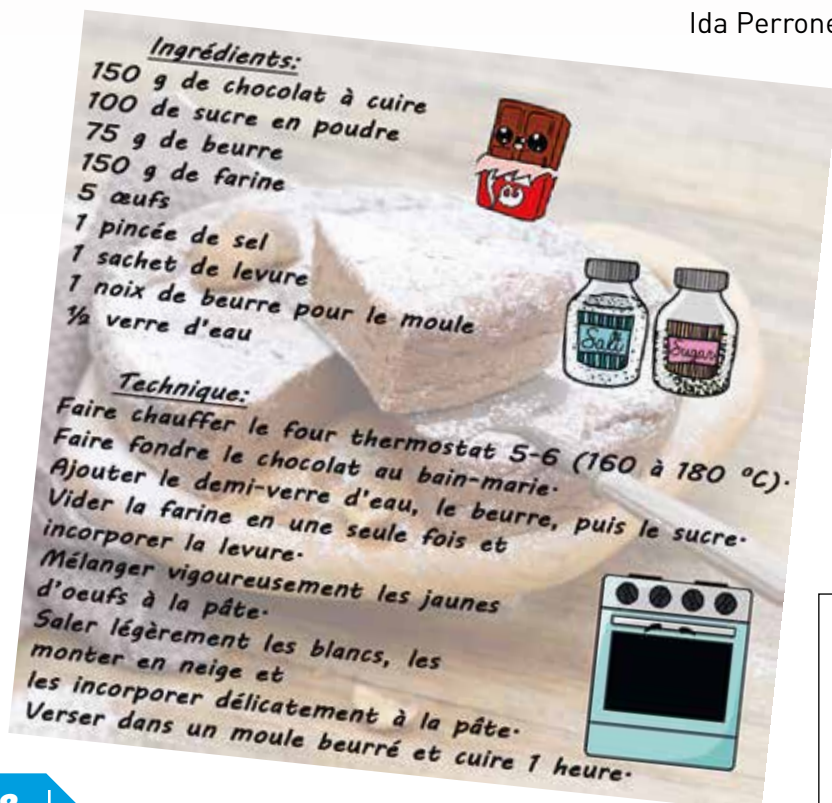 Ida Perrone
Ingrédients:
150 g de chocolat à cuire
100 de sucre en poudre
75 g de beurre
150 g de farine
5 œufs
1 pincée de sel
1 sachet de levure
1 noix de beurre pour le moule
½ verre d'eau
Salt
Sugar
Technique:
Faire chauffer le four thermostat 5-6 (160 à 180 ºC).
Faire fondre le chocolat au bain-marie.
Ajouter le demi-verre d'eau, le beurre, puis le sucre.
Vider la farine en une seule fois et
incorporer la levure.
Mélanger vigoureusement les jaunes
d'oeufs à la pâte.
Saler légèrement les blancs, les
monter en neige et
les incorporer délicatement à la pâte.
Verser dans un moule beurré et cuire 1 heure.